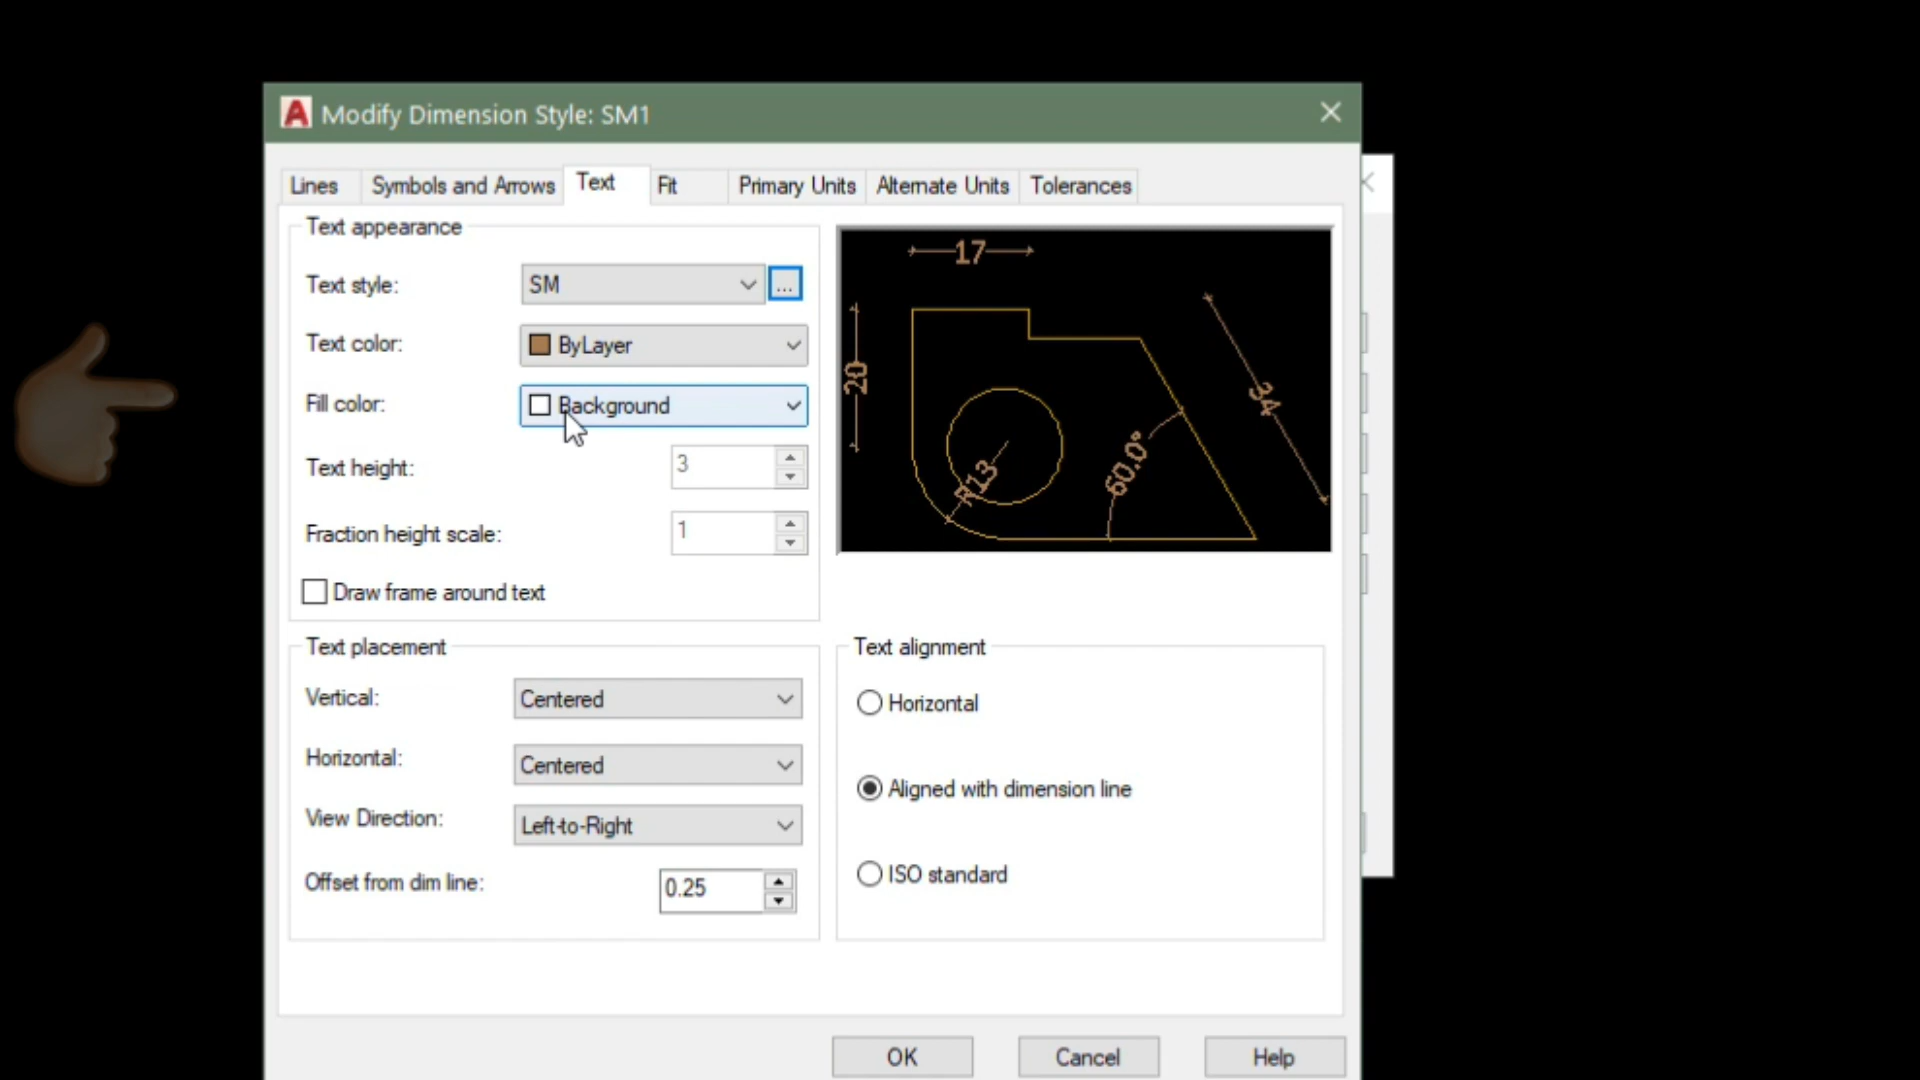 Modify Dimension Style: SM1
Lines Symbols and Arrows Text Fit Primary Units Alternate Units Tolerances
Text appearance
Text style: SM ...
Text color: ByLayer
Fill color: Background
Text height: 3
Fraction height scale: 1
Draw frame around text
17
20
34
R13
60.0°
Text placement
Vertical: Centered
Horizontal: Centered
View Direction: Left-to-Right
Offset from dim line: 0.25
Text alignment
Horizontal
Aligned with dimension line
ISO standard
OK Cancel Help